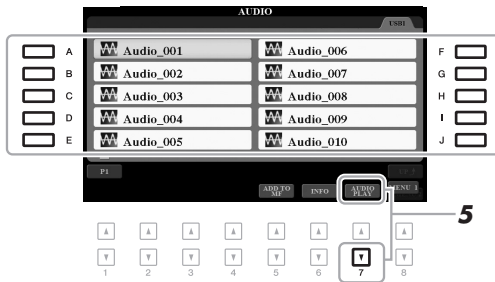 AUDIO
USB1
A Audio_001 Audio_006 F
B Audio_002 Audio_007 G
C Audio_003 Audio_008 H
D Audio_004 Audio_009 I
E Audio_005 Audio_010 J
P1
ADD TO MF INFO AUDIO PLAY MENU 1
5
1 2 3 4 5 6 7 8